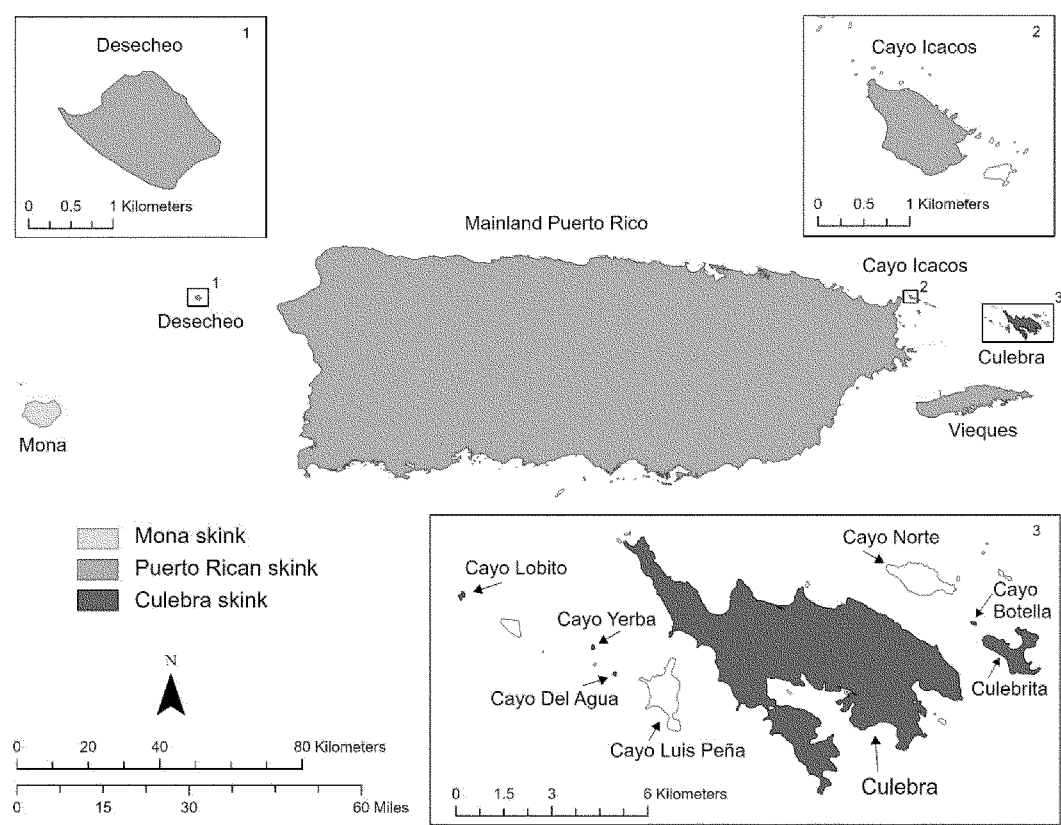 1
Desecheo
0 0.5 1 Kilometers
2
Cayo Icacos
0 0.5 1 Kilometers
Mainland Puerto Rico
1
Desecheo
Cayo Icacos
2
3
Culebra
Mona
Vieques
Mona skink
Puerto Rican skink
Culebra skink
N
0 20 40 80 Kilometers
0 15 30 60 Miles
3
Cayo Norte
Cayo Lobito
Cayo
Botella
Cayo Yerba
Culebrita
Cayo Del Agua
Cayo Luis Peña
Culebra
0 1.5 3 6 Kilometers